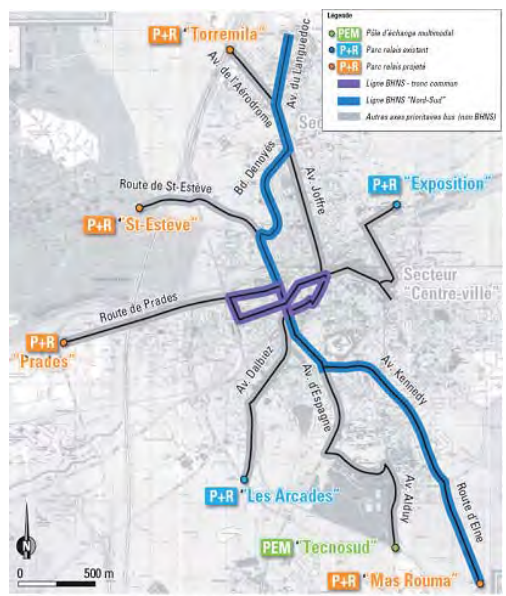 Légende
PEM Pôle d'échange multimodal
P+R Parc relais existant
P+R Parc relais projeté
Ligne BHNS - tronc commun
Ligne BHNS "Nord-Sud"
Autres axes prioritaires bus (non BHNS)
P+R "Torremila"
Av. de l'Aérodrome
Av. du Languedoc
Bd. Denoyés
Av. Joffre
Route de St-Estève
P+R "St-Estève"
P+R "Exposition"
Secteur
"Centre-ville"
Route de Prades
P+R
"Prades"
Av. Dalbiez
Av. d'Espagne
Av. Kennedy
P+R "Les Arcades"
Av. Alduy
Route d'Elne
PEM "Tecnosud"
P+R "Mas Rouma"
N
0 500 m